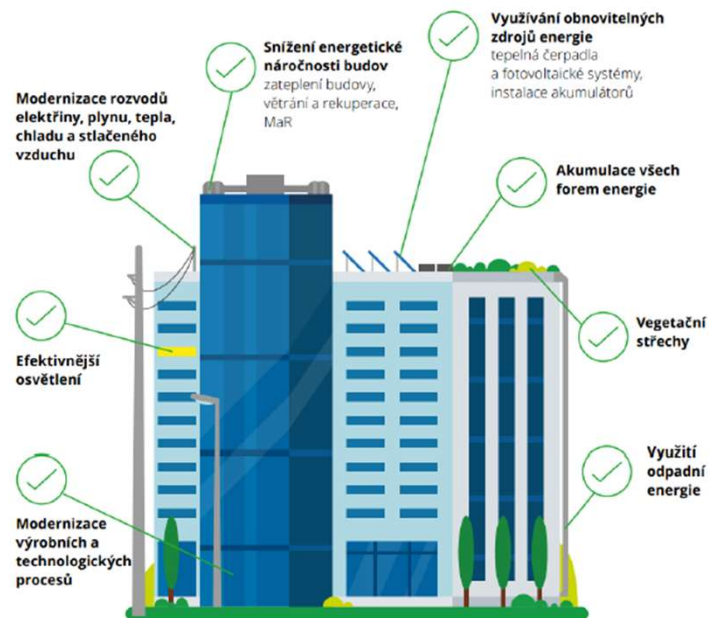 Snížení energetické
náročnosti budov
zateplení budovy,
větrání a rekuperace,
MaR
Využívání obnovitelných
zdrojů energie
tepelná čerpadla
a fotovoltaické systémy,
instalace akumulátorů
Modernizace rozvodů
elektřiny, plynu, tepla,
chladu a stlačeného
vzduchu
Akumulace všech
forem energie
Efektivnější
osvětlení
Vegetační
střechy
Využití
odpadní
energie
Modernizace
výrobních a
technologických
procesů